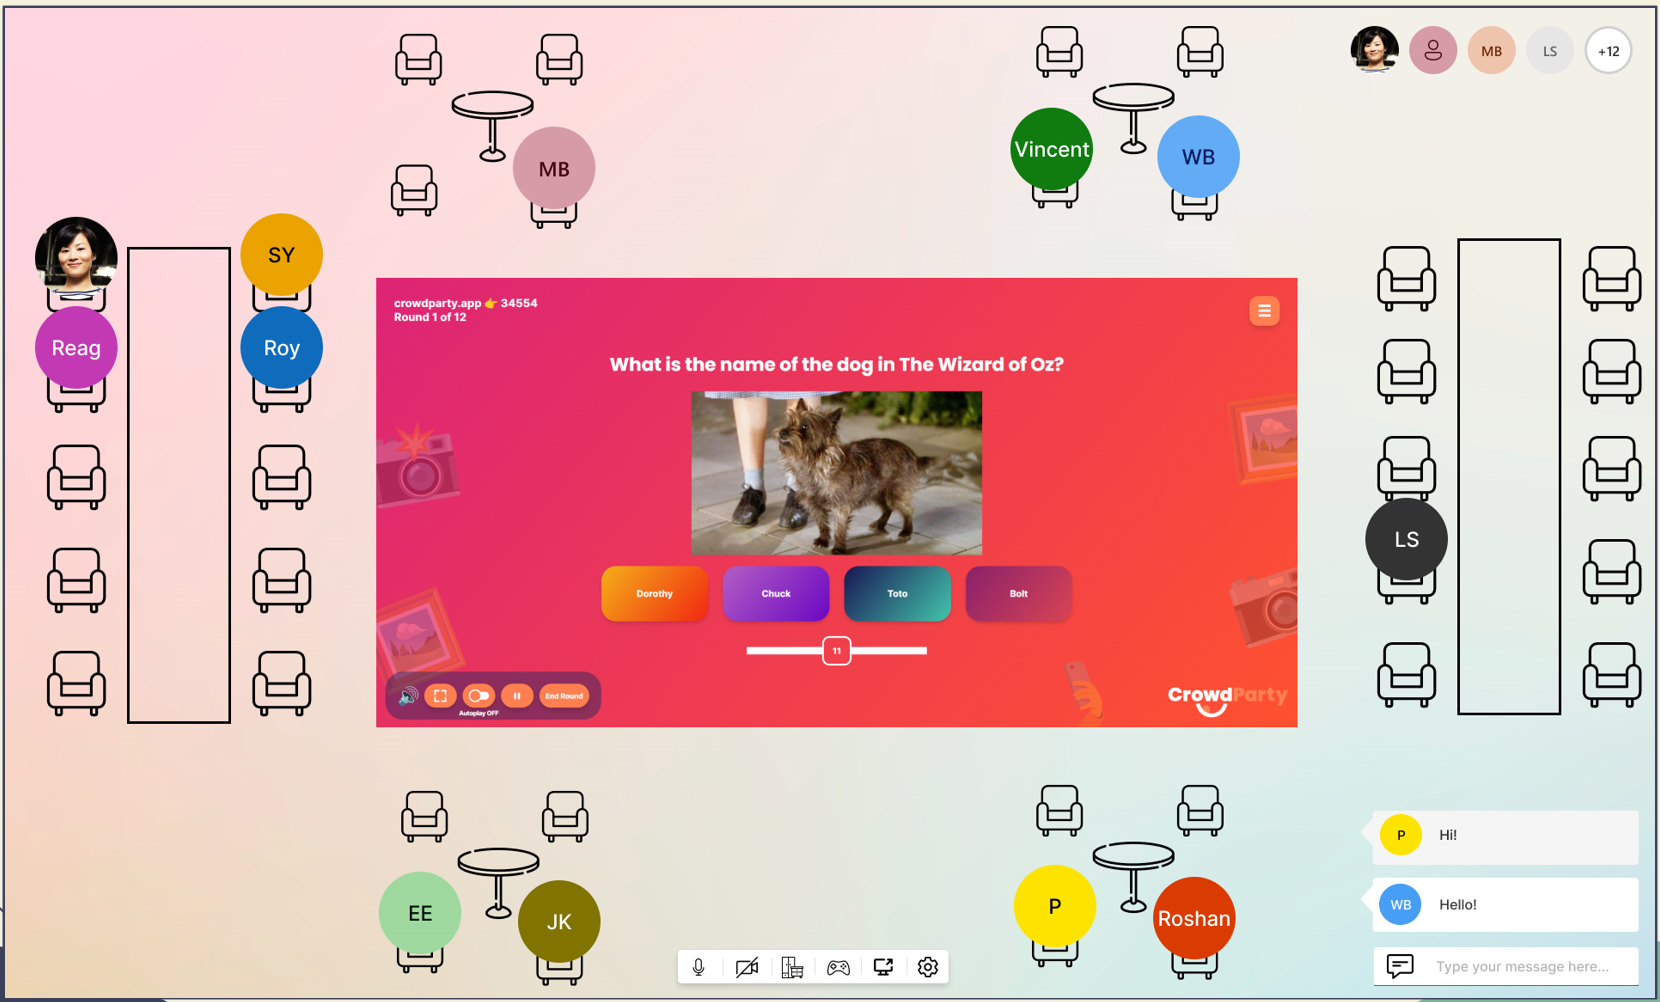 MB
LS
+12
MB
Vincent
WB
SY
Reag
Roy
crowdparty.app 👉 34554
Round 1 of 12
What is the name of the dog in The Wizard of Oz?
Dorothy
Chuck
Toto
Bolt
11
End Round
Autoplay OFF
CrowdParty
LS
EE
JK
P
Roshan
P
Hi!
WB
Hello!
Type your message here...